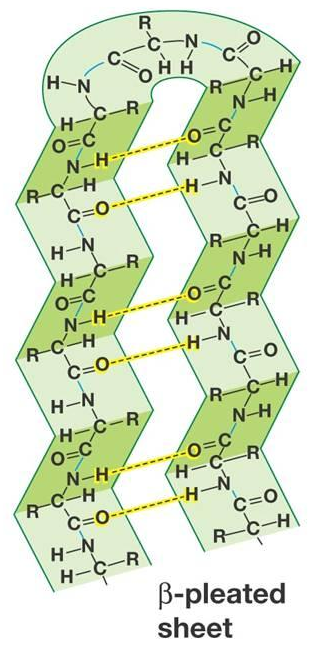 R
C N O
C C
O H H C H
H N R
N H
C R
H C
O C O C
H R
N H H C
R H N
C
C O H
C O
N C H
H R
H N
C R
H
O C O C
N H H R
C
R C H N
H
C O C O
H N C H
R
C R N H
H
O C O C
N H H R
R C H C
N
C O H
C O
H N
C H
H C R R
β-pleated
sheet